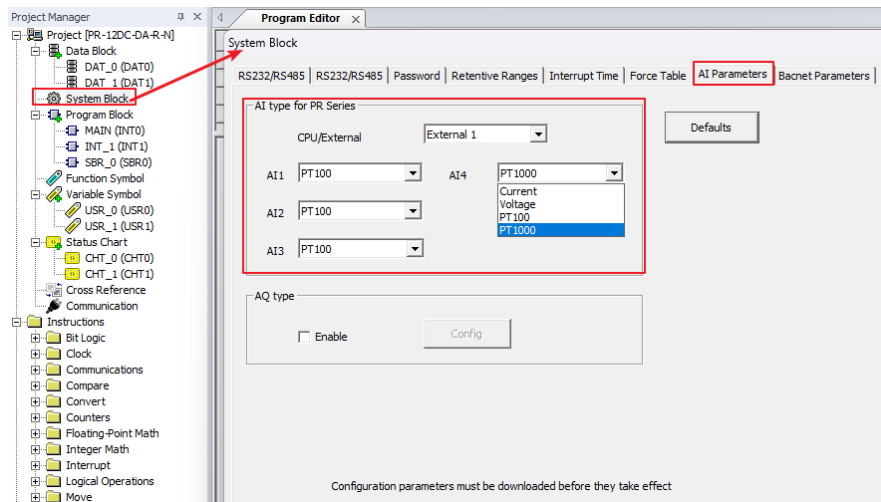 Project Manager
Program Editor
Project [PR-12DC-DA-R-N]
Data Block
DAT_0 (DAT0)
DAT_1 (DAT1)
System Block
Program Block
MAIN (INT0)
INT_1 (INT1)
SBR_0 (SBR0)
Function Symbol
Variable Symbol
USR_0 (USR0)
USR_1 (USR1)
Status Chart
CHT_0 (CHT0)
CHT_1 (CHT1)
Cross Reference
Communication
Instructions
Bit Logic
Clock
Communications
Compare
Convert
Counters
Floating-Point Math
Integer Math
Interrupt
Logical Operations
Move
System Block
RS232/RS485 RS232/RS485 Password Retentive Ranges Interrupt Time Force Table AI Parameters Bacnet Parameters
AI type for PR Series
CPU/External External 1
Defaults
AI1 PT100 AI4 PT1000
Current
Voltage
PT100
PT1000
AI2 PT100
AI3 PT100
AQ type
Enable Config
Configuration parameters must be downloaded before they take effect